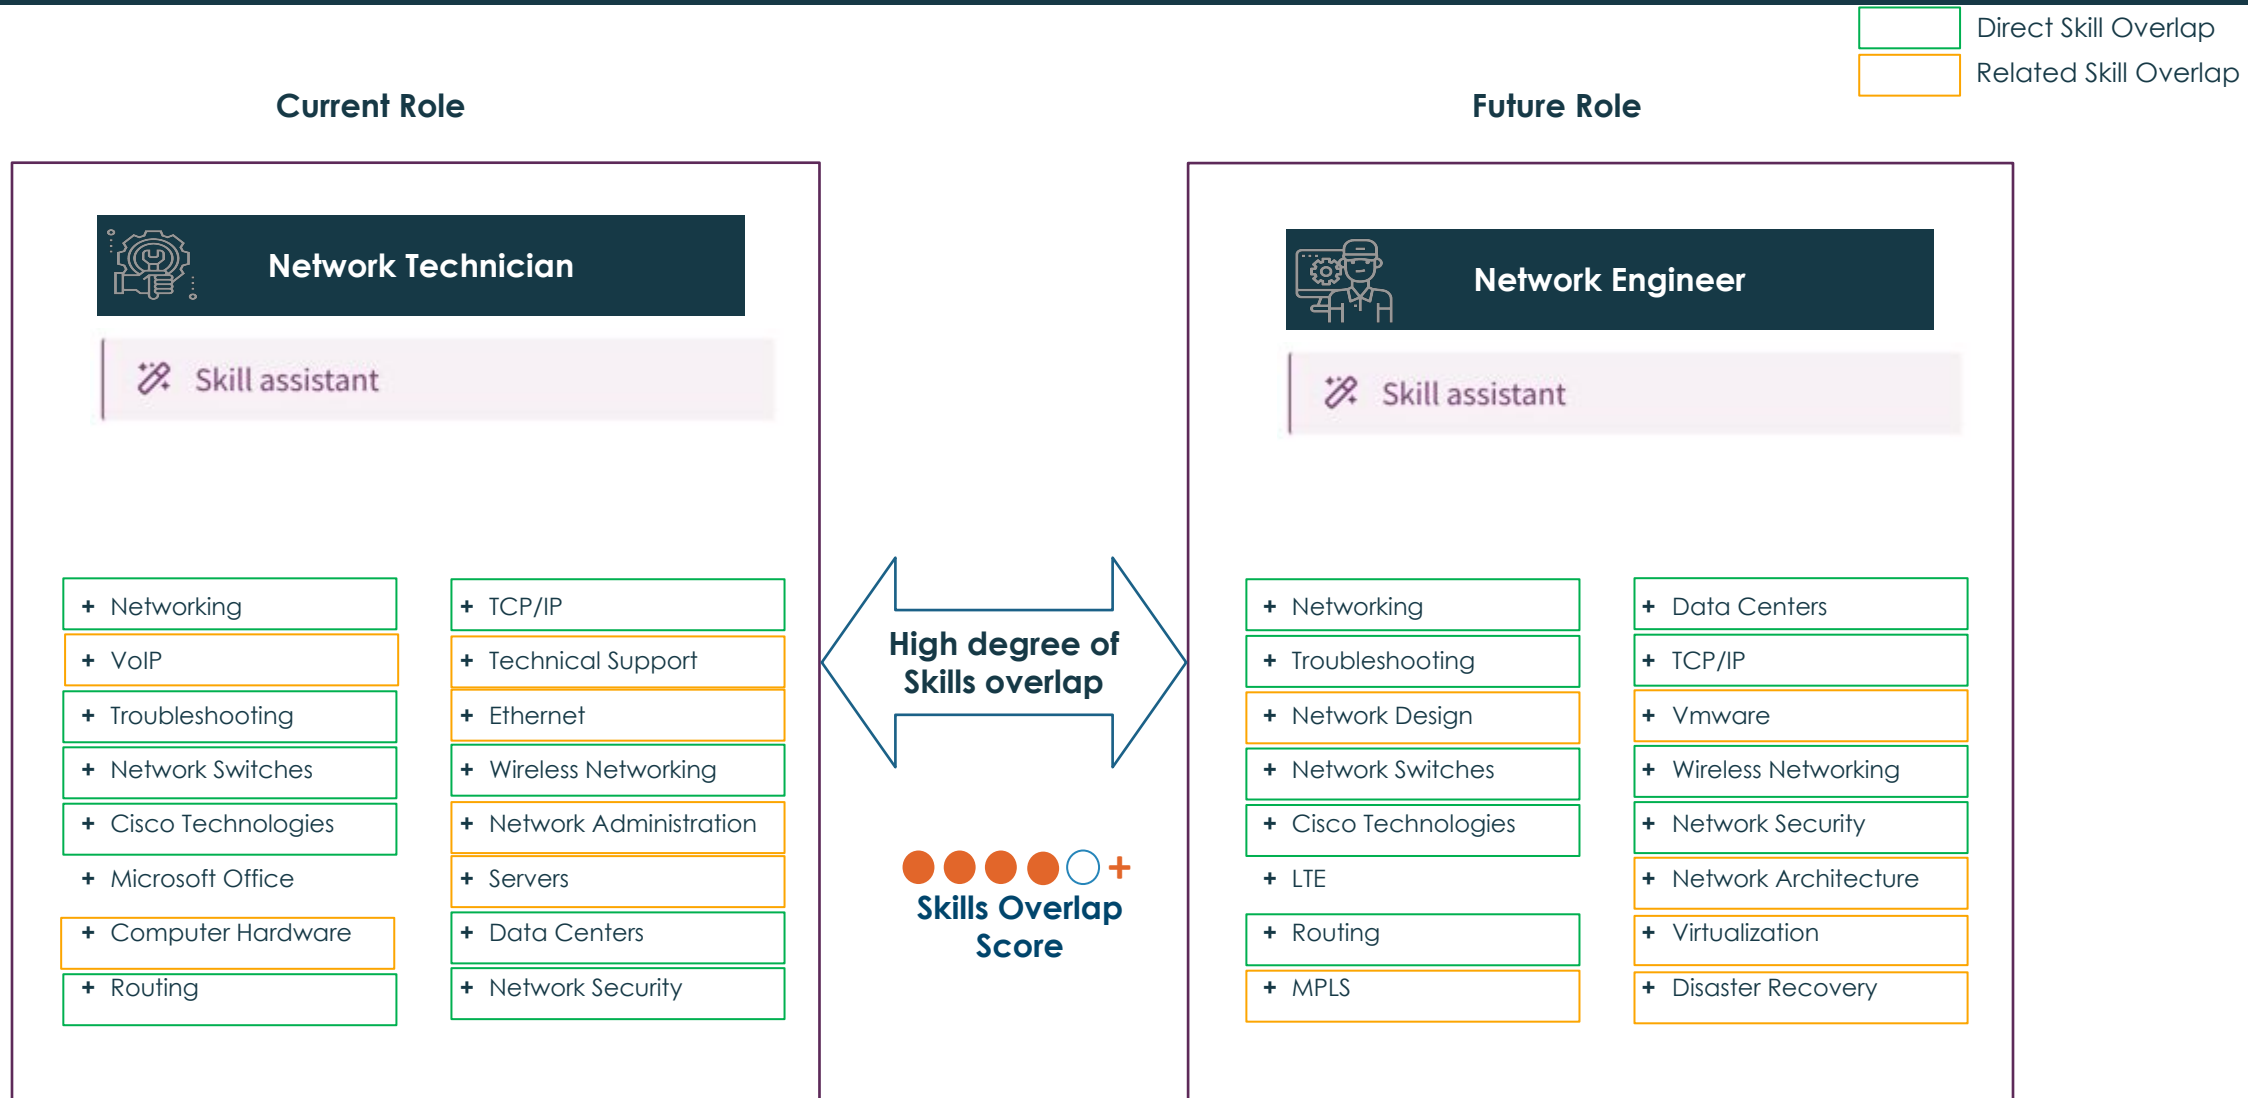 Direct Skill Overlap
Related Skill Overlap
Current Role
Future Role
Network Technician
Skill assistant
+ Networking
+ VoIP
+ Troubleshooting
+ Network Switches
+ Cisco Technologies
+ Microsoft Office
+ Computer Hardware
+ Routing
+ TCP/IP
+ Technical Support
+ Ethernet
+ Wireless Networking
+ Network Administration
+ Servers
+ Data Centers
+ Network Security
High degree of
Skills overlap
+
Skills Overlap
Score
Network Engineer
Skill assistant
+ Networking
+ Troubleshooting
+ Network Design
+ Network Switches
+ Cisco Technologies
+ LTE
+ Routing
+ MPLS
+ Data Centers
+ TCP/IP
+ Vmware
+ Wireless Networking
+ Network Security
+ Network Architecture
+ Virtualization
+ Disaster Recovery